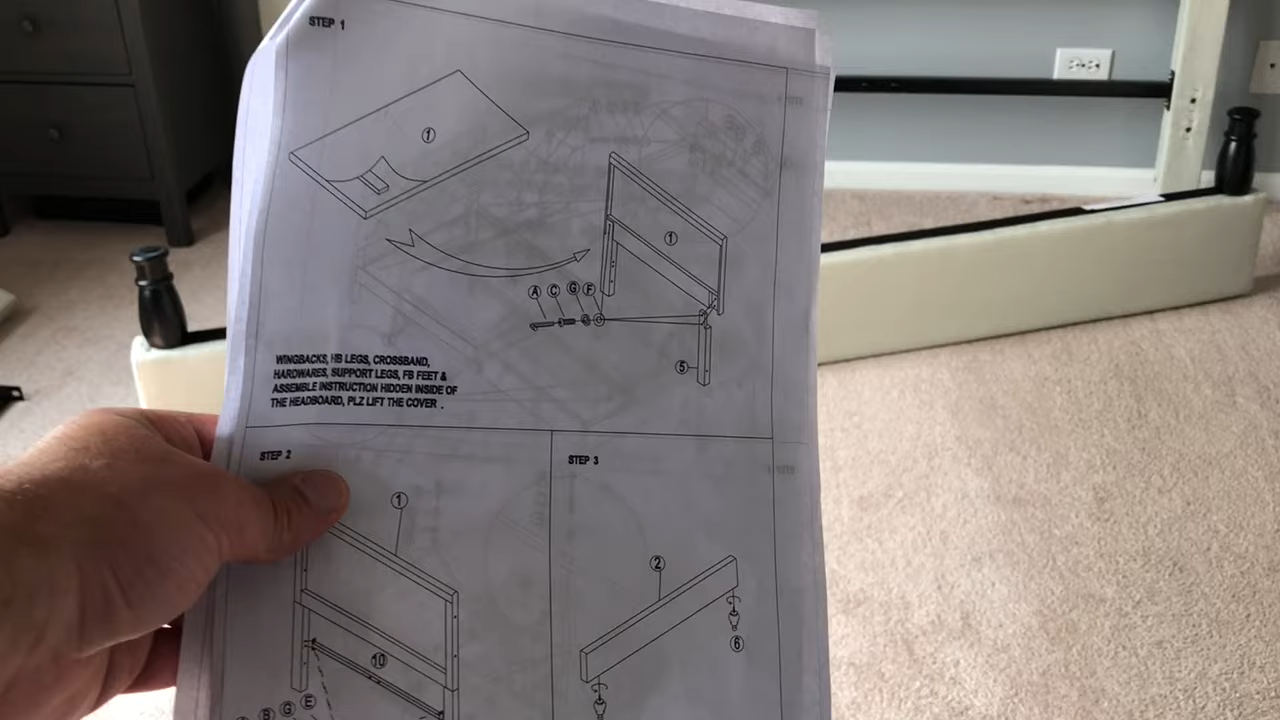 STEP 1
1
1
A C G F
5
WINGBACKS, HB LEGS, CROSSBAND,
HARDWARES, SUPPORT LEGS, FB FEET &
ASSEMBLE INSTRUCTION HIDDEN INSIDE OF
THE HEADBOARD, PLZ LIFT THE COVER .
STEP 2
STEP 3
1
2
6
10
B G E